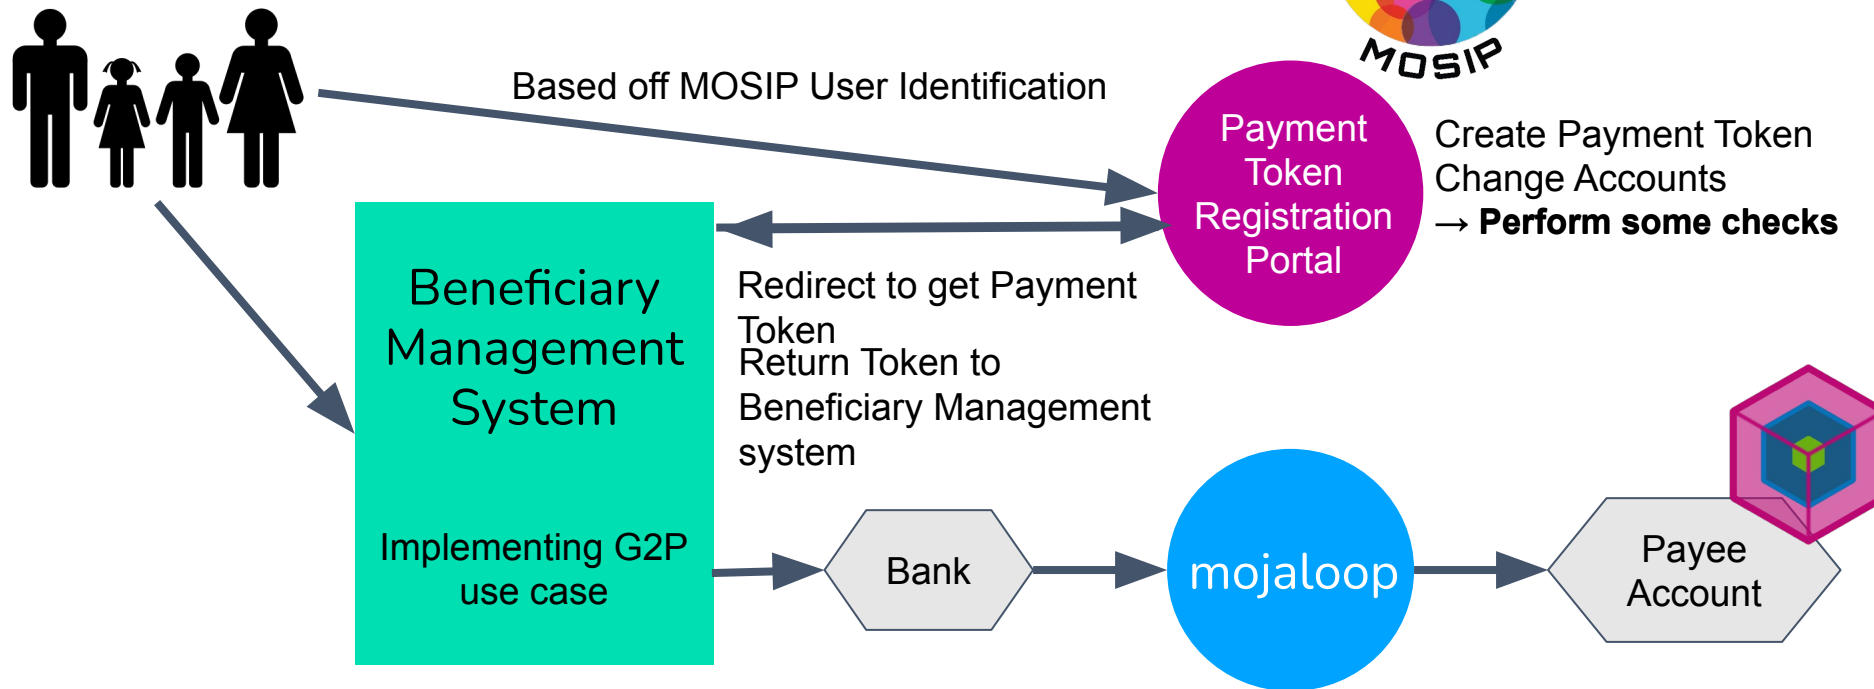 MOSIP
Based off MOSIP User Identification
Payment
Token
Registration
Portal
Create Payment Token
Change Accounts
→ Perform some checks
Beneficiary
Management
System
Redirect to get Payment
Token
Return Token to
Beneficiary Management
system
Implementing G2P
use case
Bank
mojaloop
Payee
Account